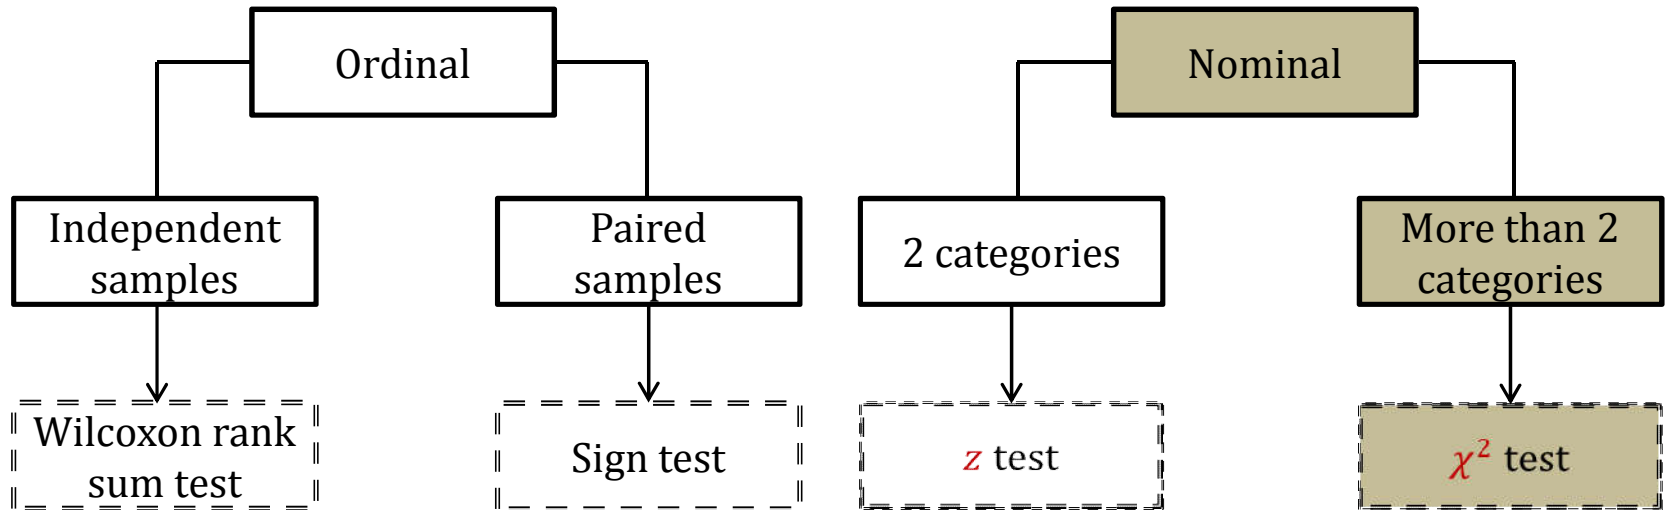 Ordinal
Nominal
Independent
samples
Paired
samples
2 categories
More than 2
categories
Wilcoxon rank
sum test
Sign test
z test
χ² test